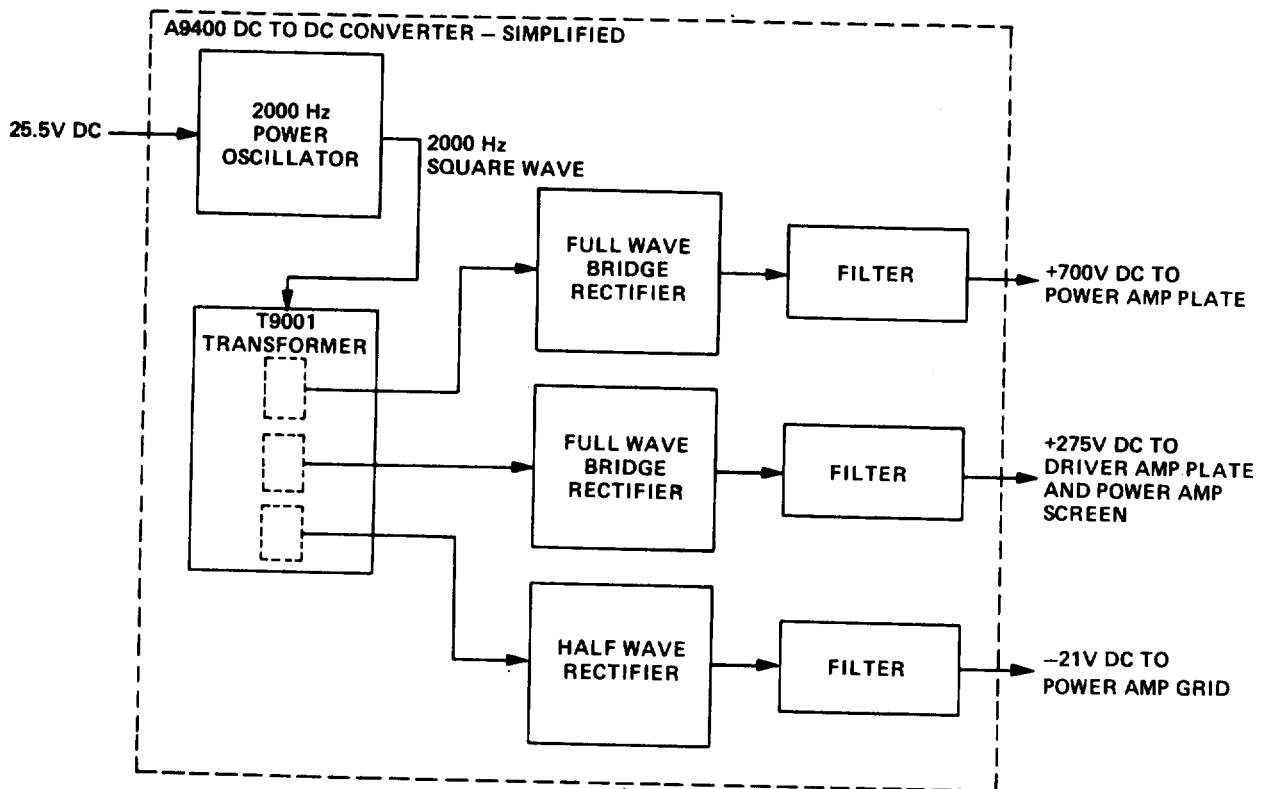 A9400 DC TO DC CONVERTER – SIMPLIFIED
25.5V DC
2000 Hz
POWER
OSCILLATOR
2000 Hz
SQUARE WAVE
T9001
TRANSFORMER
FULL WAVE
BRIDGE
RECTIFIER
FILTER
+700V DC TO
POWER AMP PLATE
FULL WAVE
BRIDGE
RECTIFIER
FILTER
+275V DC TO
DRIVER AMP PLATE
AND POWER AMP
SCREEN
HALF WAVE
RECTIFIER
FILTER
–21V DC TO
POWER AMP GRID